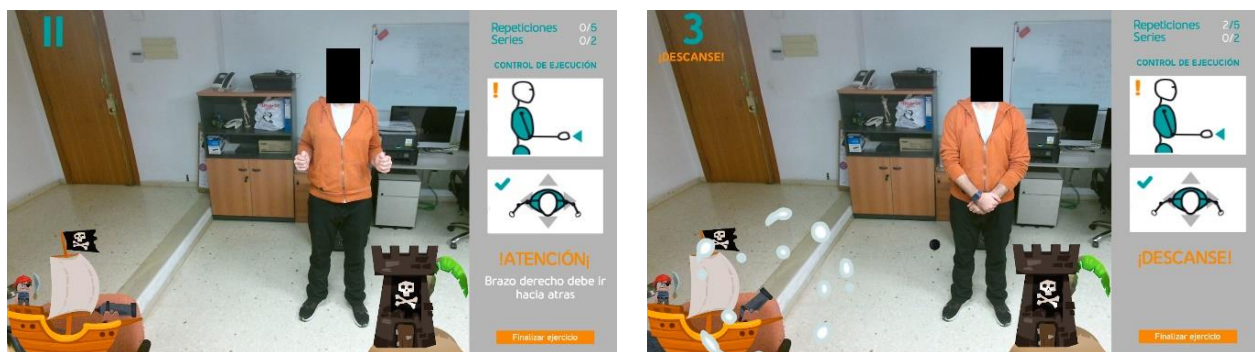 Repeticiones 0/5
Series 0/2
CONTROL DE EJECUCIÓN
!
!ATENCIÓN¡
Brazo derecho debe ir
hacia atras
Finalizar ejercicio
3
¡DESCANSE!
Repeticiones 2/5
Series 0/2
CONTROL DE EJECUCIÓN
!
¡DESCANSE!
Finalizar ejercicio